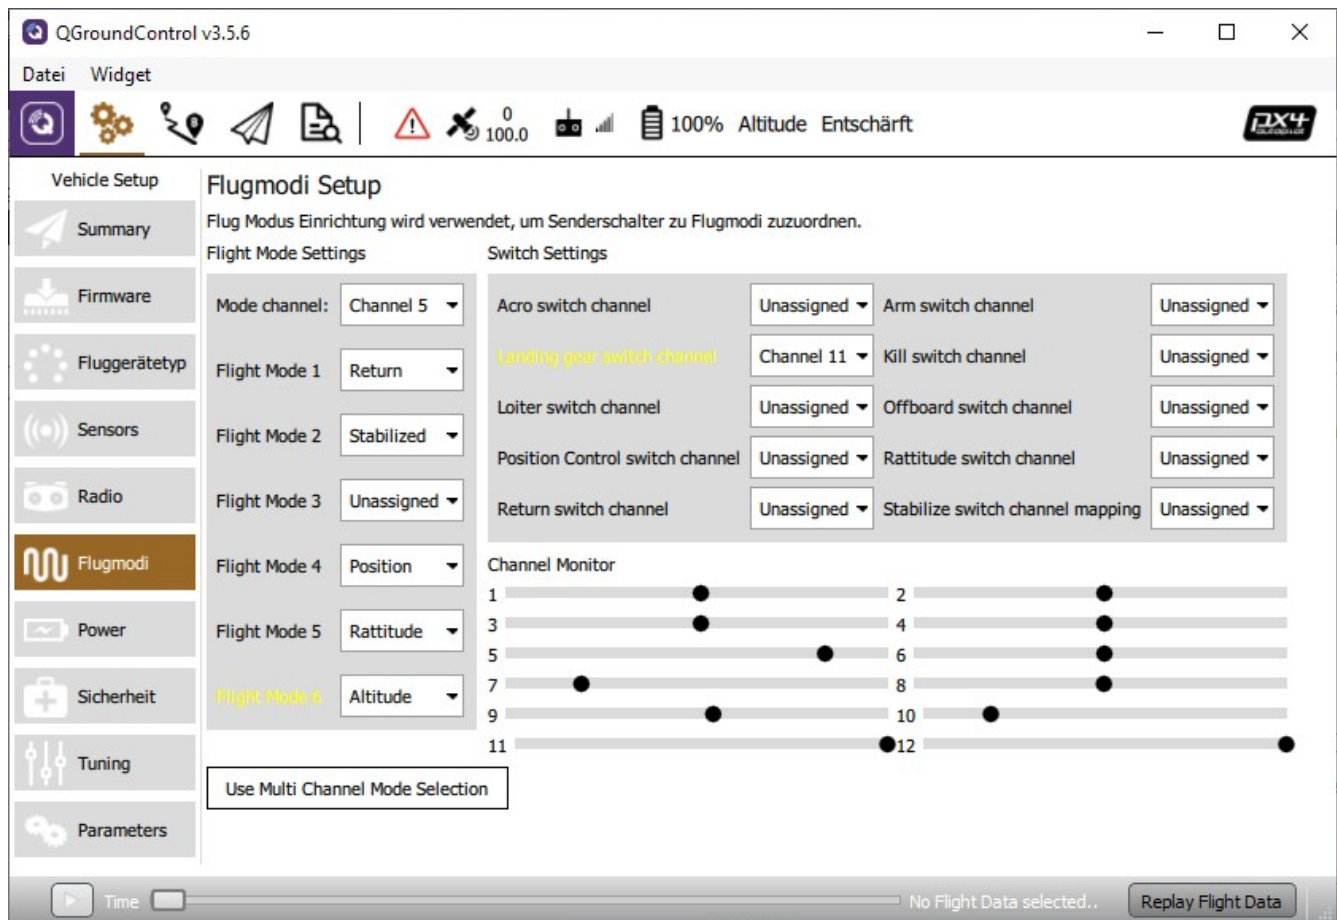 QGroundControl v3.5.6
Datei Widget
0
100.0
100% Altitude Entschärft
px4
autopilot
Vehicle Setup
Summary
Firmware
Fluggerätetyp
Sensors
Radio
Flugmodi
Power
Sicherheit
Tuning
Parameters
Flugmodi Setup
Flug Modus Einrichtung wird verwendet, um Senderschalter zu Flugmodi zuzuordnen.
Flight Mode Settings
Mode channel: Channel 5
Flight Mode 1 Return
Flight Mode 2 Stabilized
Flight Mode 3 Unassigned
Flight Mode 4 Position
Flight Mode 5 Rattitude
Flight Mode 6 Altitude
Use Multi Channel Mode Selection
Switch Settings
Acro switch channel Unassigned Arm switch channel Unassigned
Landing gear switch channel Channel 11 Kill switch channel Unassigned
Loiter switch channel Unassigned Offboard switch channel Unassigned
Position Control switch channel Unassigned Rattitude switch channel Unassigned
Return switch channel Unassigned Stabilize switch channel mapping Unassigned
Channel Monitor
1 2
3 4
5 6
7 8
9 10
11 12
Time No Flight Data selected.. Replay Flight Data